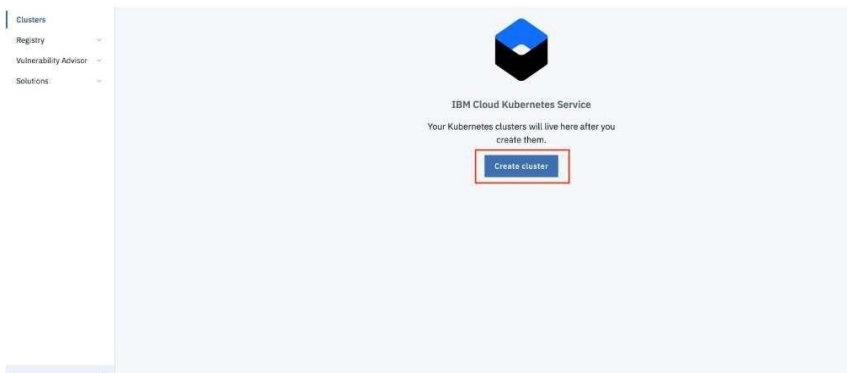 Clusters
Registry
Vulnerability Advisor
Solutions
IBM Cloud Kubernetes Service
Your Kubernetes clusters will live here after you
create them.
Create cluster